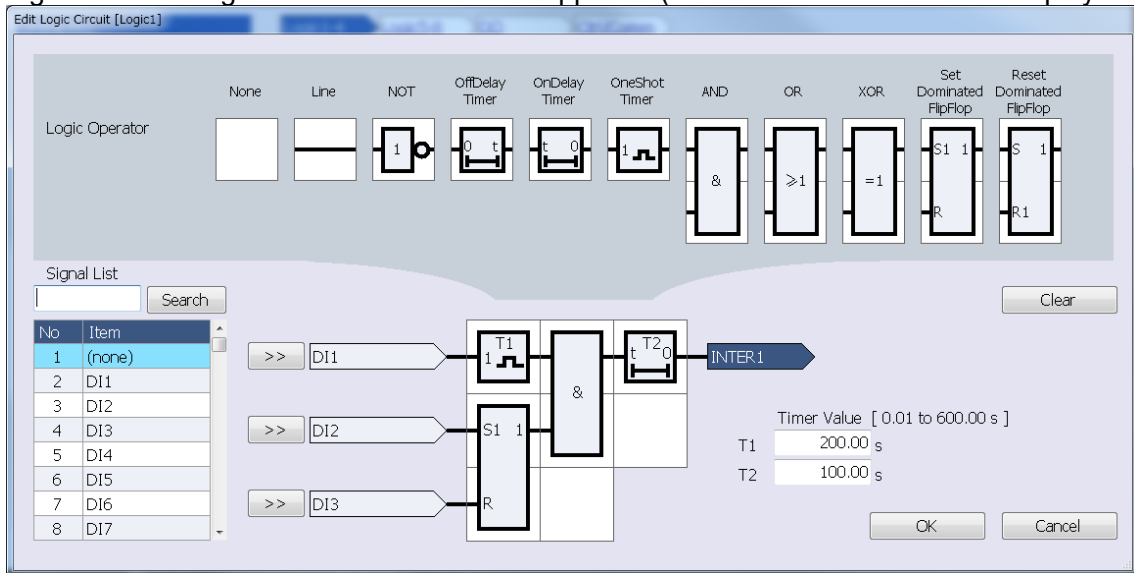 Edit Logic Circuit [Logic1]
Logic Operator
None
Line
NOT
OffDelay
Timer
OnDelay
Timer
OneShot
Timer
AND
OR
XOR
Set
Dominated
FlipFlop
Reset
Dominated
FlipFlop
1
0 t
t 0
1
&
≥1
=1
S1 1
R
S 1
R1
Signal List
Search
Clear
No Item
1 (none)
2 DI1
3 DI2
4 DI3
5 DI4
6 DI5
7 DI6
8 DI7
>> DI1
>> DI2
>> DI3
T1
1
S1 1
R
&
T2
t 0
INTER1
Timer Value [ 0.01 to 600.00 s ]
T1 200.00 s
T2 100.00 s
OK
Cancel